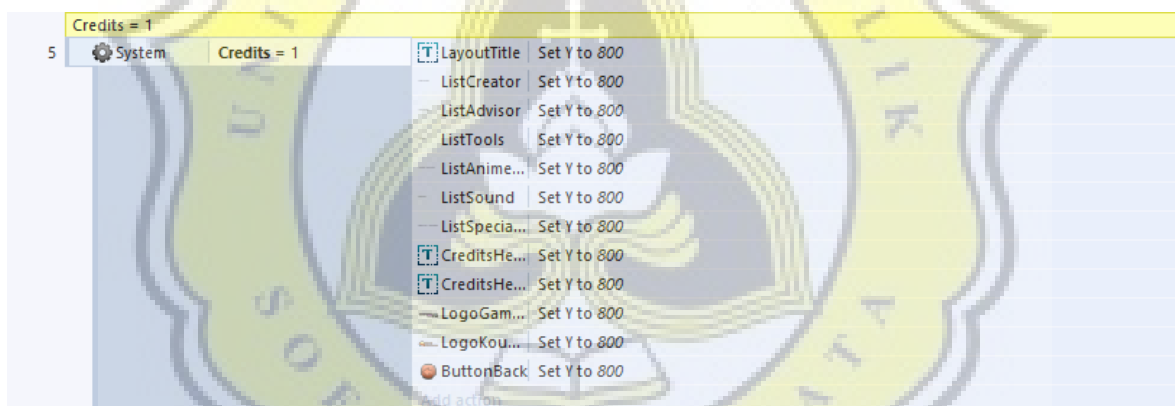 Credits = 1
5 System Credits = 1 LayoutTitle Set Y to 800
ListCreator Set Y to 800
ListAdvisor Set Y to 800
ListTools Set Y to 800
ListAnime... Set Y to 800
ListSound Set Y to 800
ListSpecia... Set Y to 800
CreditsHe... Set Y to 800
CreditsHe... Set Y to 800
LogoGam... Set Y to 800
LogoKou... Set Y to 800
ButtonBack Set Y to 800
Add action